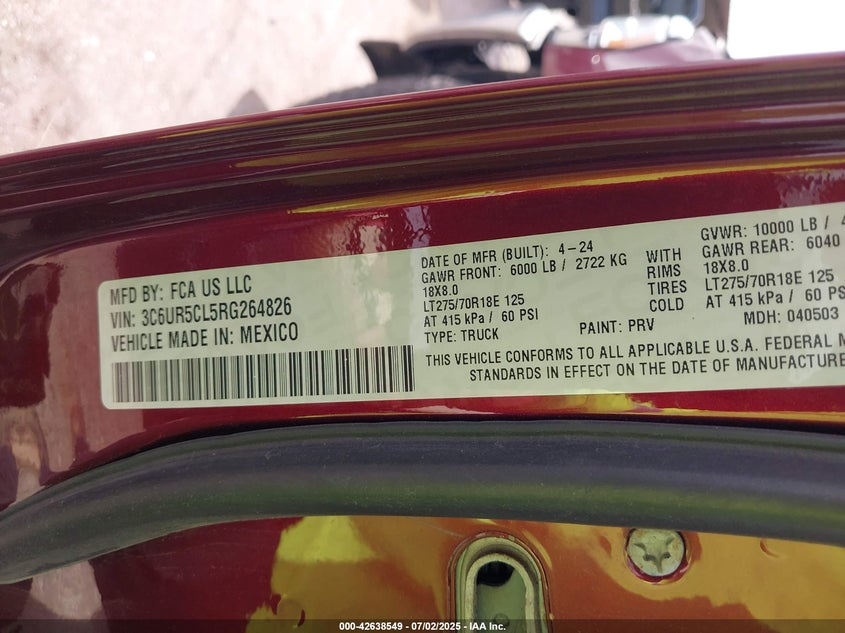 MFD BY: FCA US LLC
VIN: 3C6UR5CL5RG264826
VEHICLE MADE IN: MEXICO
DATE OF MFR (BUILT): 4-24
GAWR FRONT: 6000 LB / 2722 KG
18X8.0
LT275/70R18E 125
AT 415 kPa / 60 PSI
TYPE: TRUCK
PAINT: PRV
WITH
RIMS
TIRES
COLD
GVWR: 10000 LB / 4
GAWR REAR: 6040
18X8.0
LT275/70R18E 125
AT 415 kPa / 60 PS
MDH: 040503
THIS VEHICLE CONFORMS TO ALL APPLICABLE U.S.A. FEDERAL M
STANDARDS IN EFFECT ON THE DATE OF MANUFACTURE
000-42638549 - 07/02/2025 - IAA Inc.